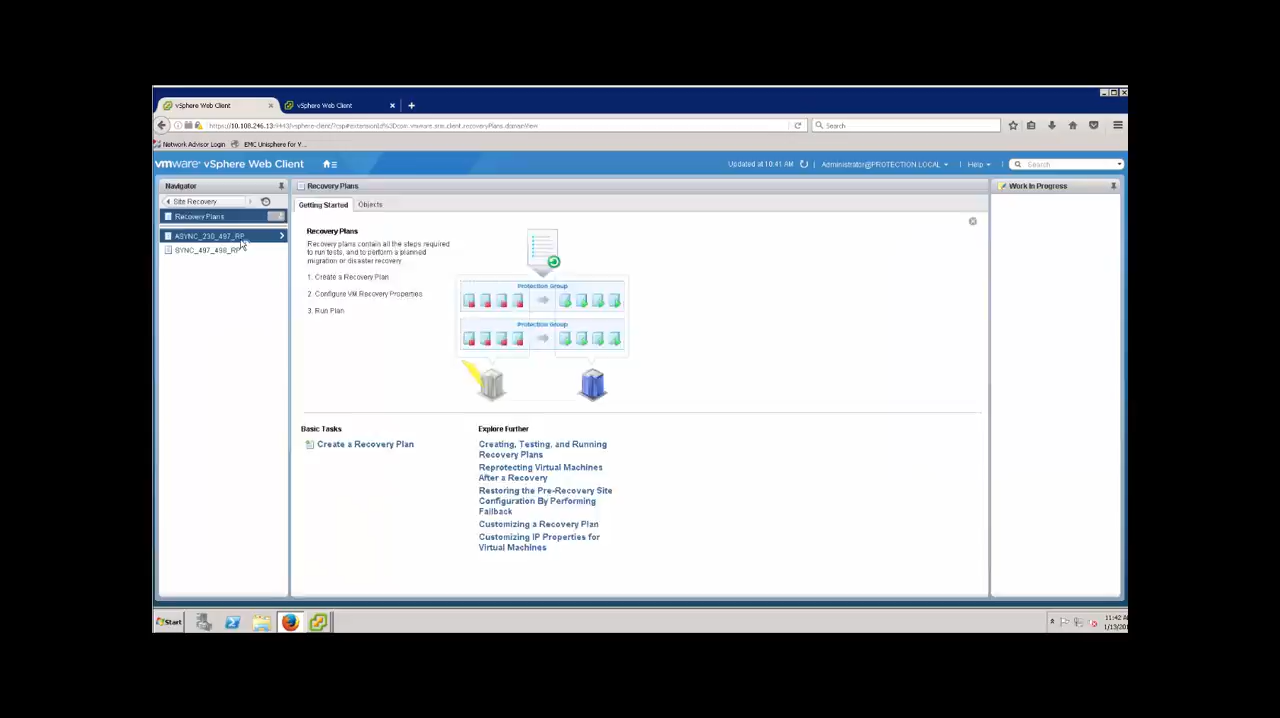 vSphere Web Client
vSphere Web Client
Search
Network Advisor Login
EMC Unisphere for V...
vmware® vSphere Web Client
Updated at 10:41 AM
Administrator@PROTECTION.LOCAL
Help
Search
Navigator
Site Recovery
Recovery Plans
ASYNC_230_497_RP
SYNC_497_498_RP
Recovery Plans
Getting Started
Objects
Recovery Plans
Recovery plans contain all the steps required
to run tests, and to perform a planned
migration or disaster recovery
1. Create a Recovery Plan
2. Configure VM Recovery Properties
3. Run Plan
Protection Group
Protection Group
Basic Tasks
Create a Recovery Plan
Explore Further
Creating, Testing, and Running
Recovery Plans
Reprotecting Virtual Machines
After a Recovery
Restoring the Pre-Recovery Site
Configuration By Performing
Failback
Customizing a Recovery Plan
Customizing IP Properties for
Virtual Machines
Work In Progress
Start
11:42